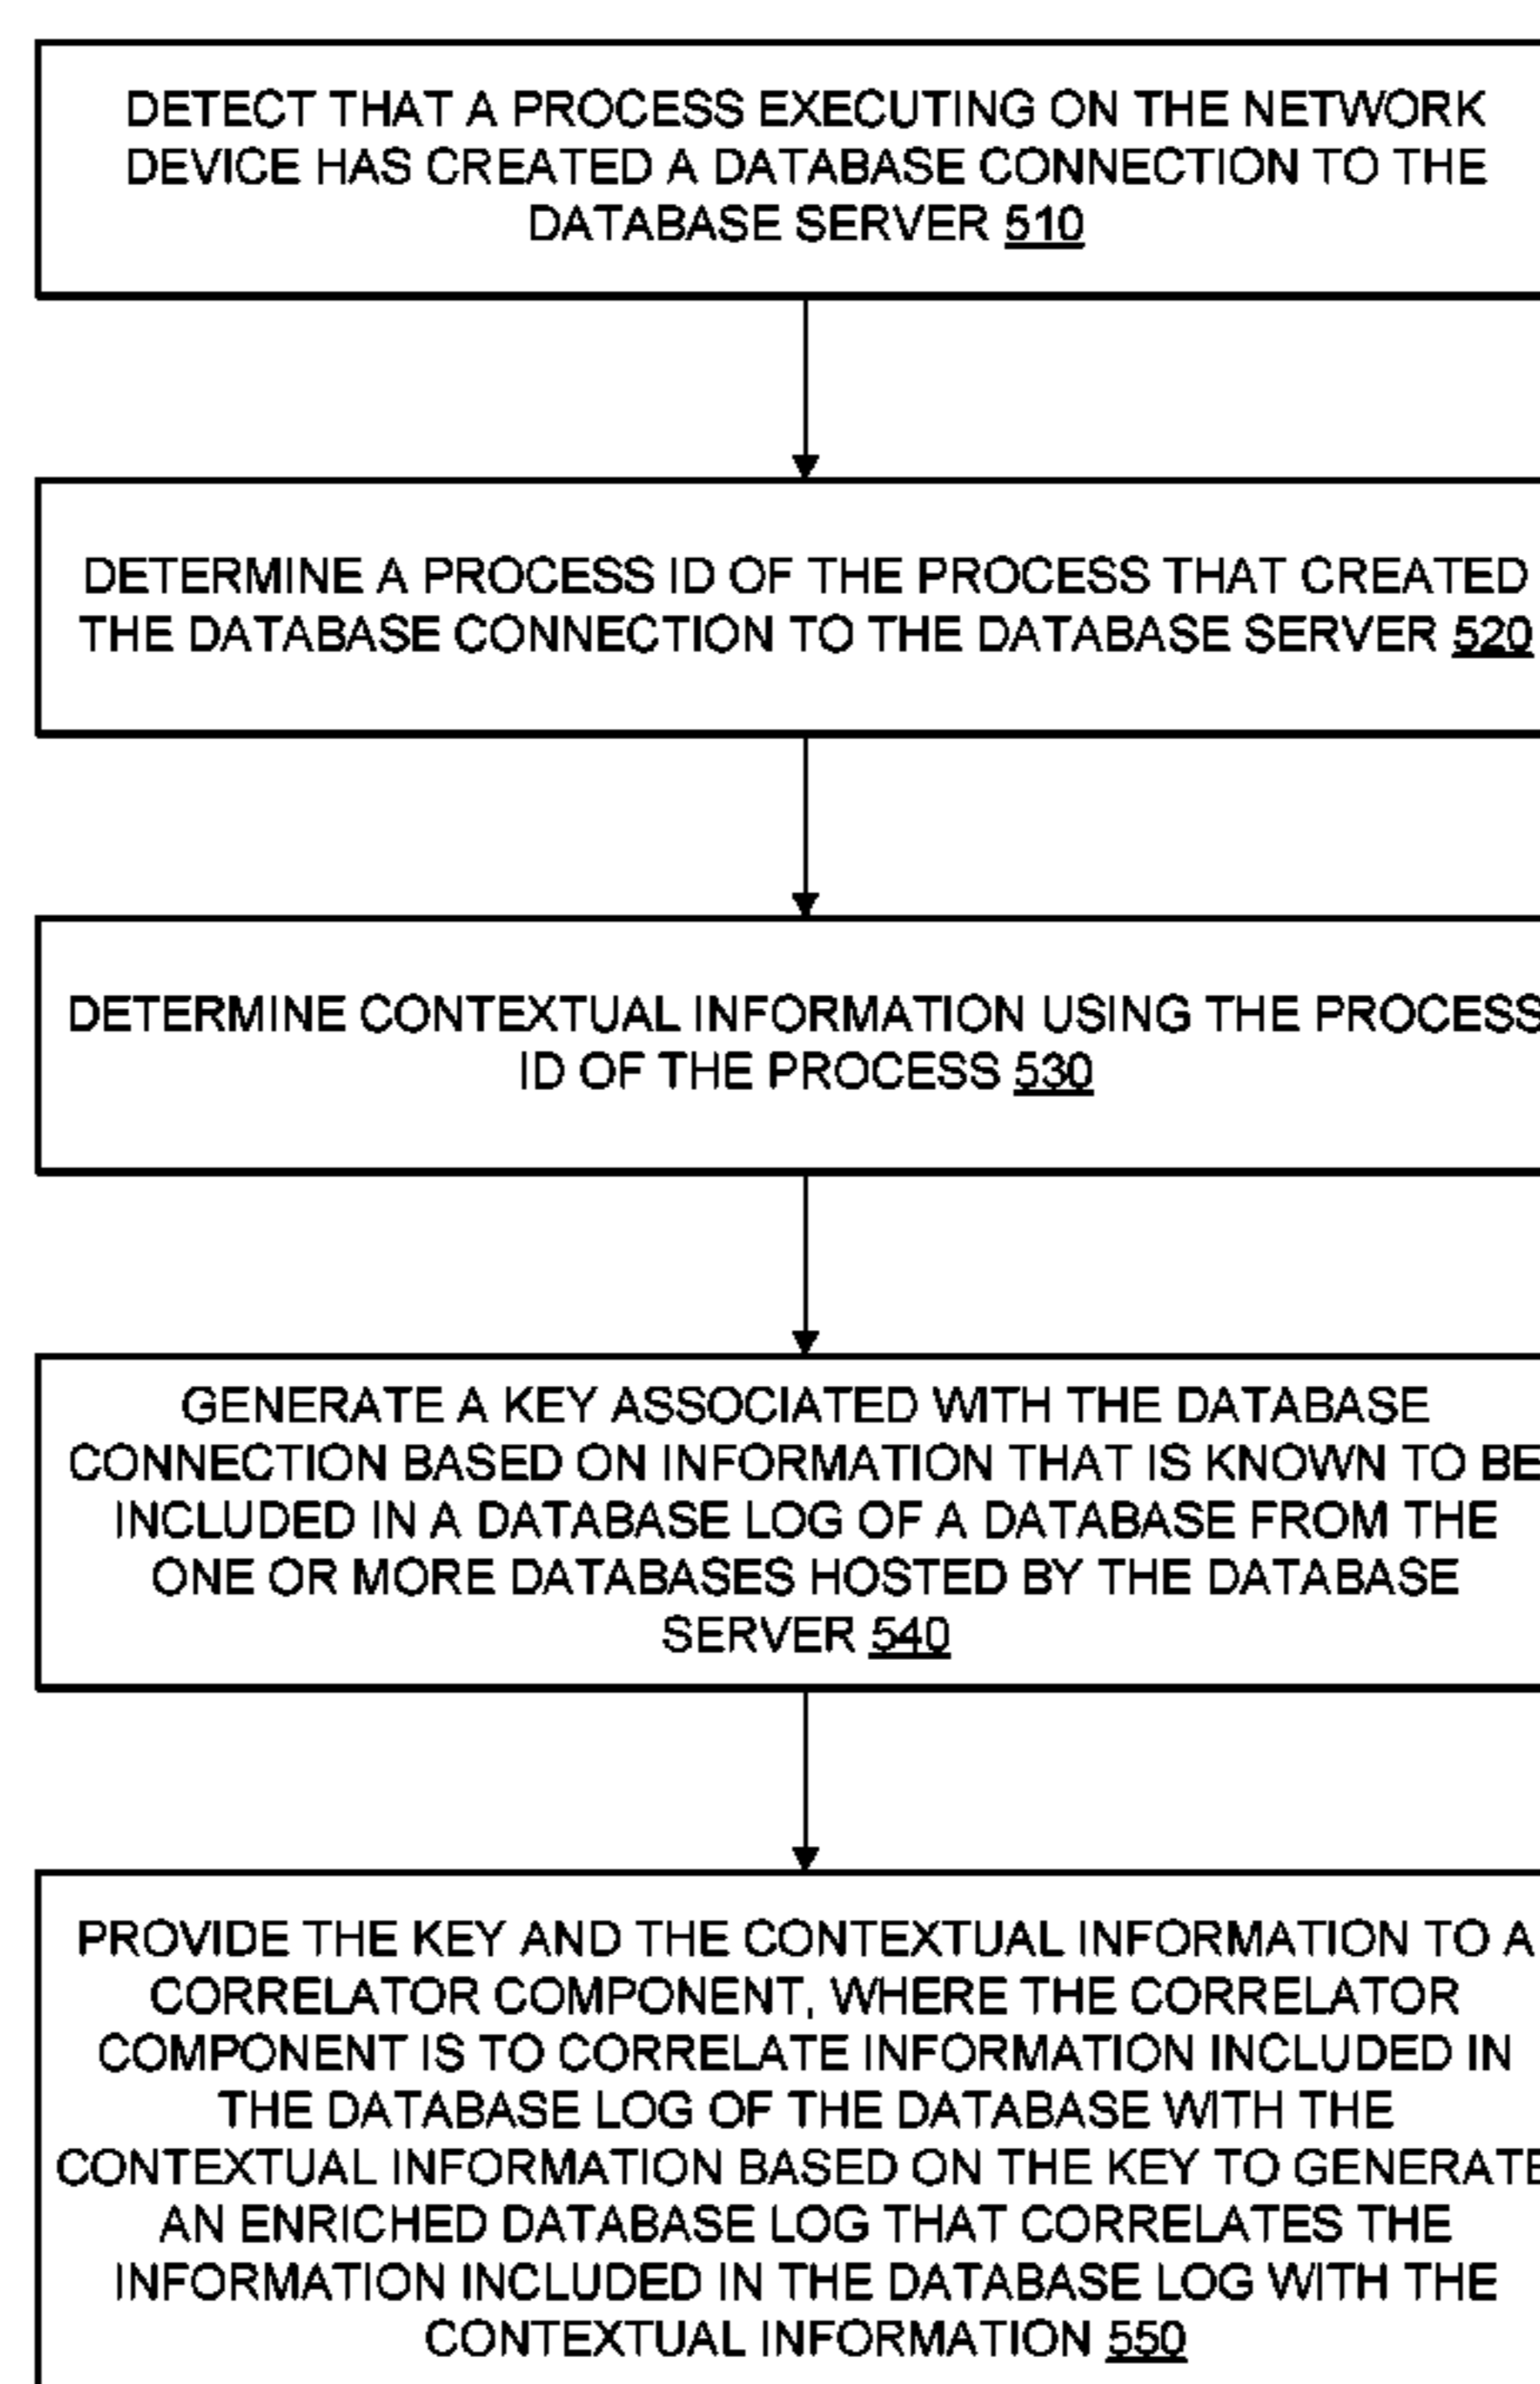 DETECT THAT A PROCESS EXECUTING ON THE NETWORK
DEVICE HAS CREATED A DATABASE CONNECTION TO THE
DATABASE SERVER 510
DETERMINE A PROCESS ID OF THE PROCESS THAT CREATED
THE DATABASE CONNECTION TO THE DATABASE SERVER 520
DETERMINE CONTEXTUAL INFORMATION USING THE PROCESS
ID OF THE PROCESS 530
GENERATE A KEY ASSOCIATED WITH THE DATABASE
CONNECTION BASED ON INFORMATION THAT IS KNOWN TO BE
INCLUDED IN A DATABASE LOG OF A DATABASE FROM THE
ONE OR MORE DATABASES HOSTED BY THE DATABASE
SERVER 540
PROVIDE THE KEY AND THE CONTEXTUAL INFORMATION TO A
CORRELATOR COMPONENT, WHERE THE CORRELATOR
COMPONENT IS TO CORRELATE INFORMATION INCLUDED IN
THE DATABASE LOG OF THE DATABASE WITH THE
CONTEXTUAL INFORMATION BASED ON THE KEY TO GENERATE
AN ENRICHED DATABASE LOG THAT CORRELATES THE
INFORMATION INCLUDED IN THE DATABASE LOG WITH THE
CONTEXTUAL INFORMATION 550